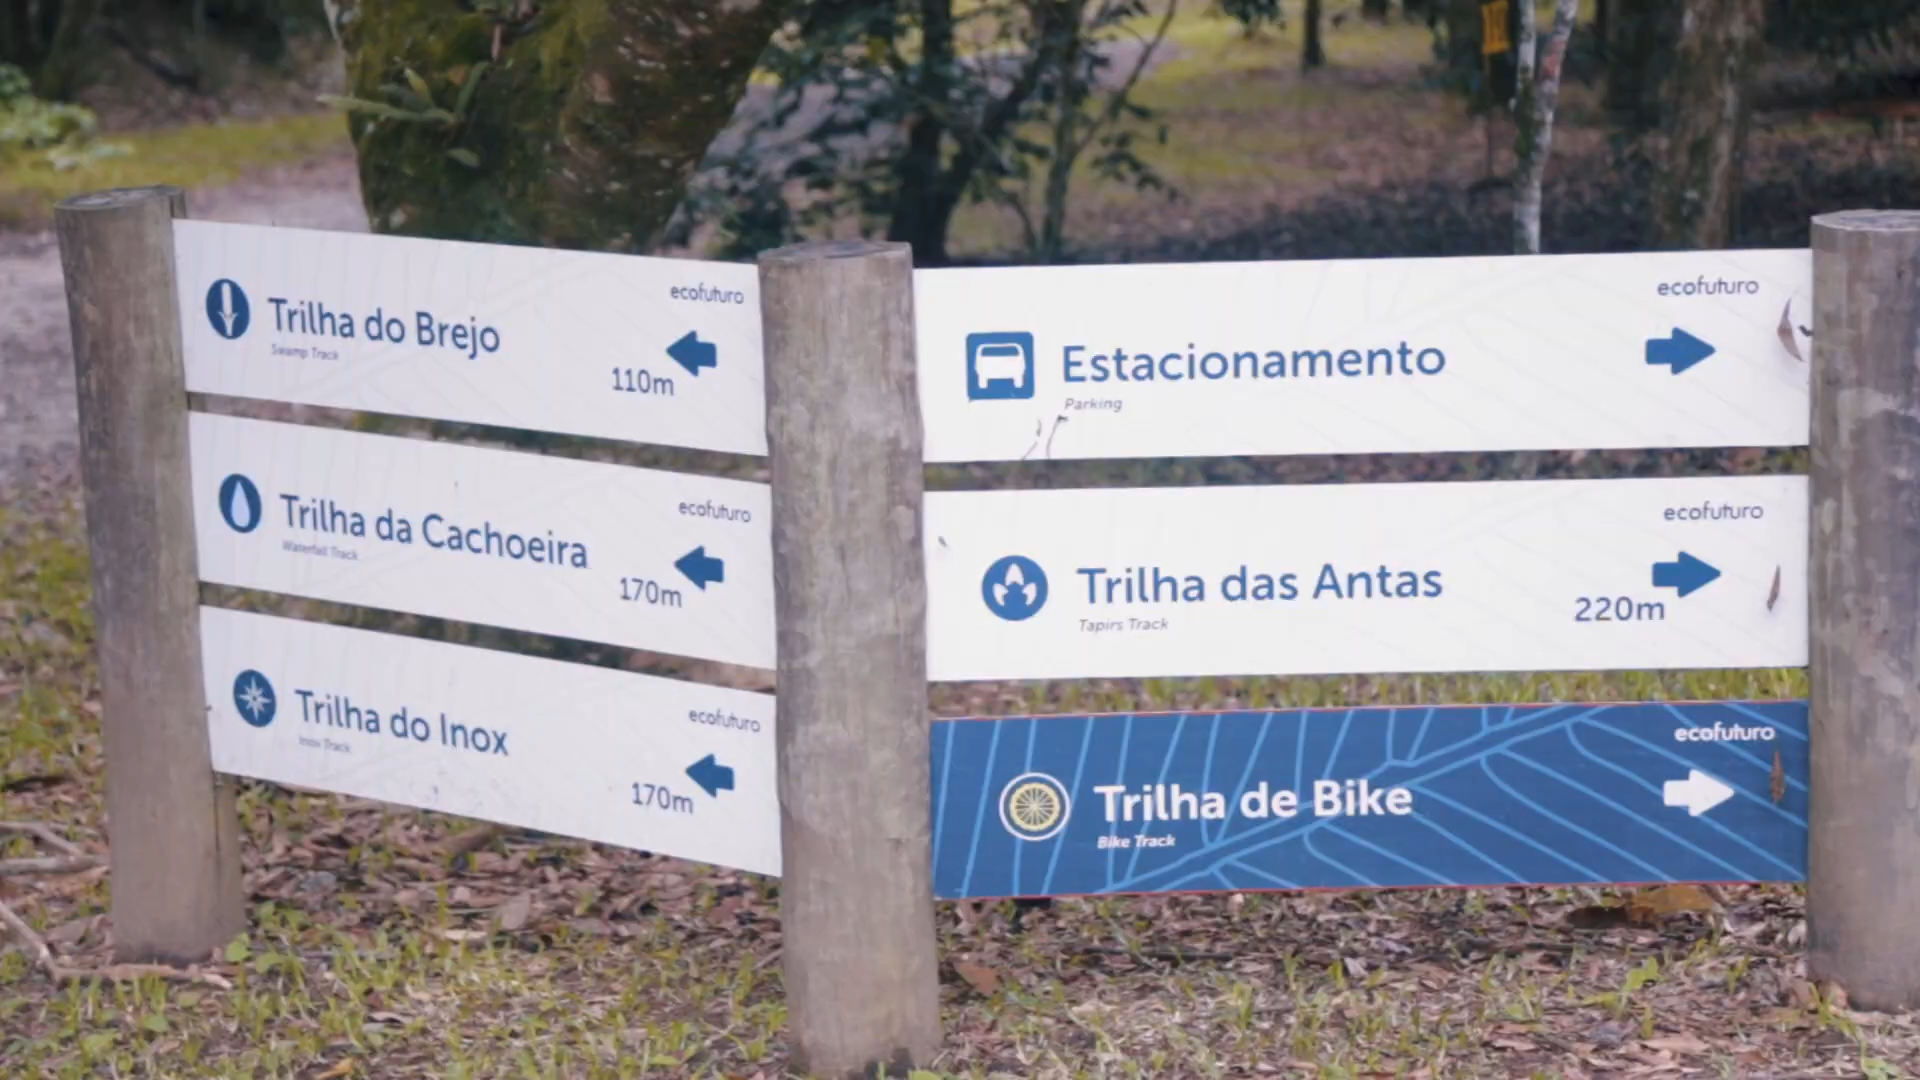 ecofuturo
Trilha do Brejo
Swamp Track
110m
ecofuturo
Trilha da Cachoeira
Waterfall Track
170m
ecofuturo
Trilha do Inox
Inox Track
170m
ecofuturo
Estacionamento
Parking
ecofuturo
Trilha das Antas
Tapirs Track
220m
ecofuturo
Trilha de Bike
Bike Track